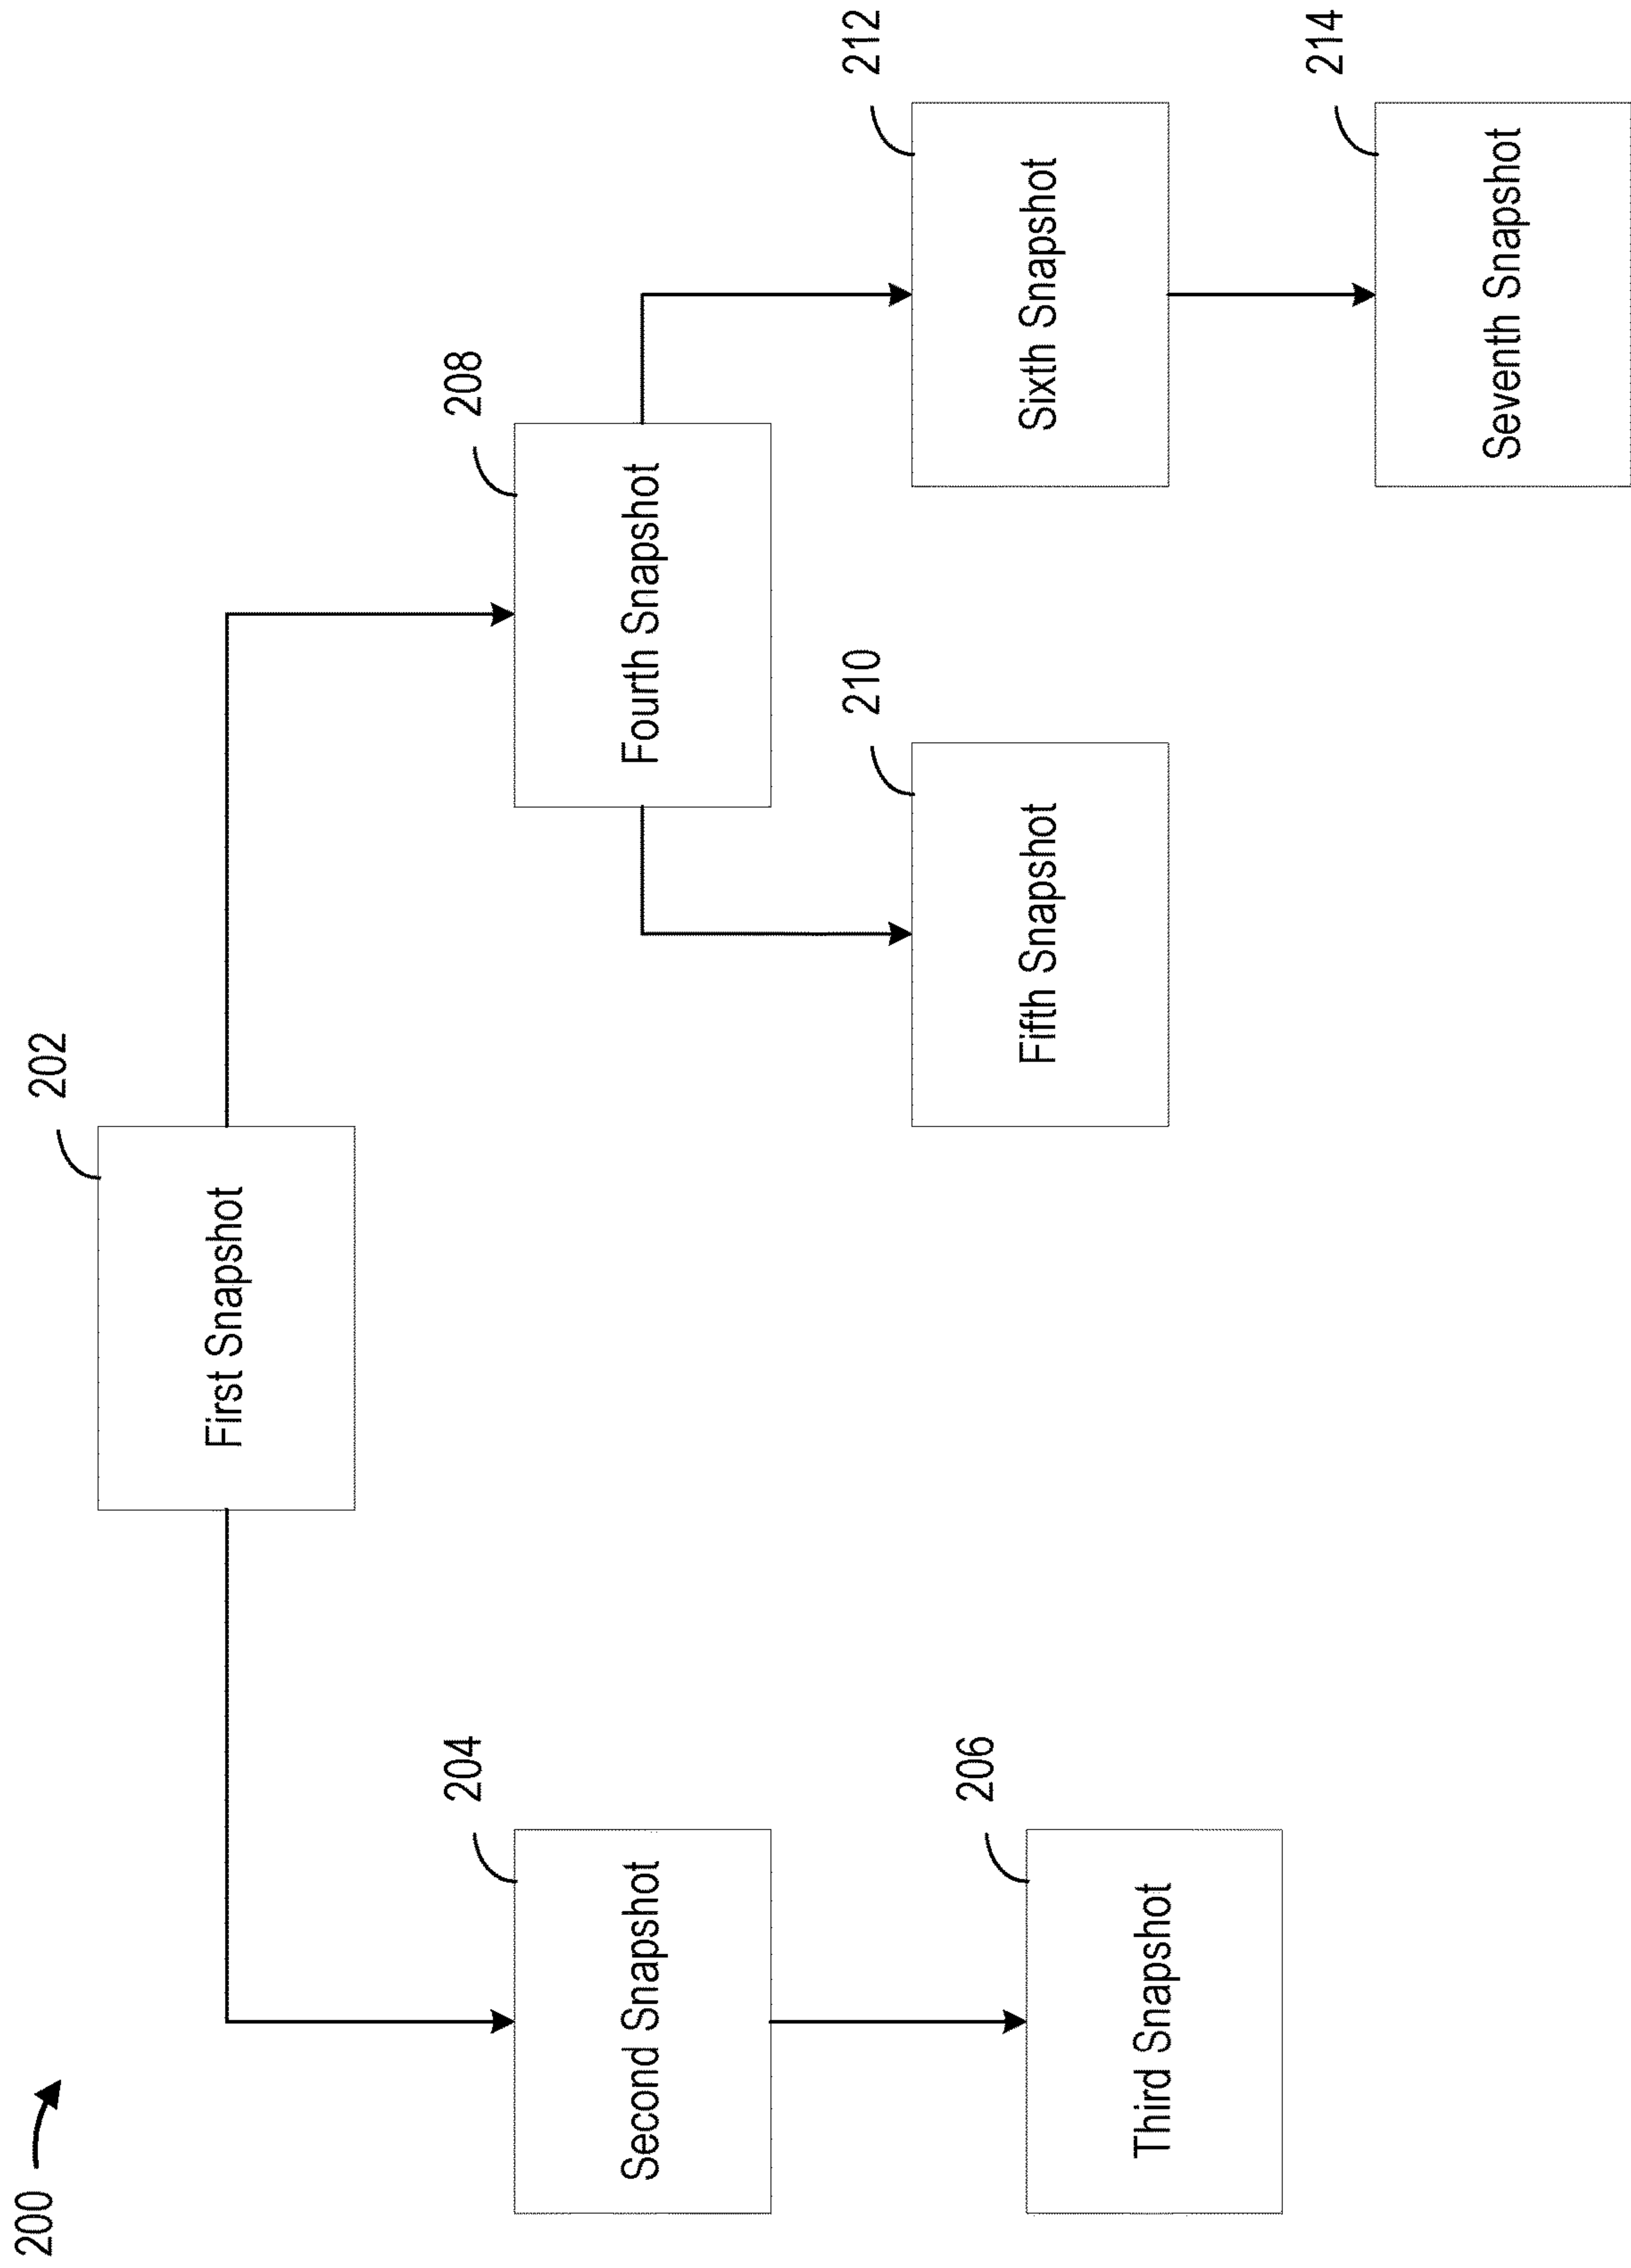 200
202
First Snapshot
204
Second Snapshot
208
Fourth Snapshot
210
Fifth Snapshot
212
Sixth Snapshot
206
Third Snapshot
214
Seventh Snapshot